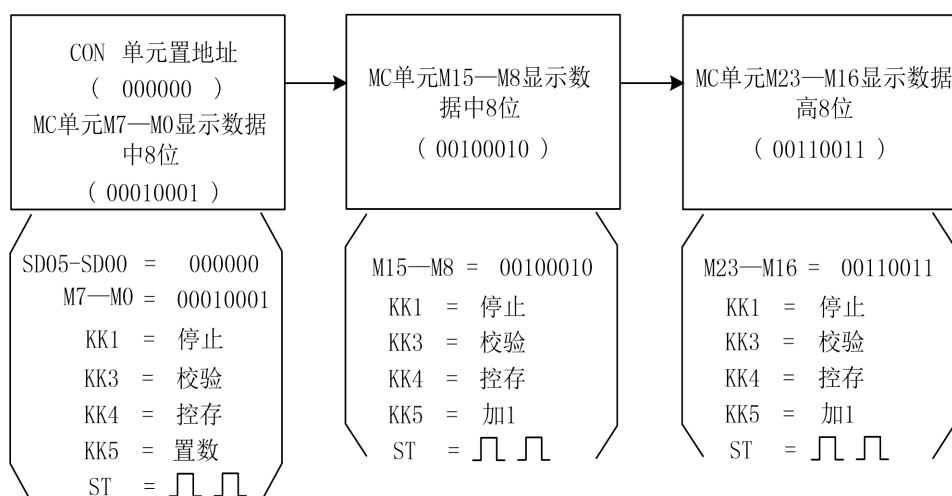 CON 单元置地址
( 000000 )
MC单元M7—M0显示数据
中8位
( 00010001 )
MC单元M15—M8显示数
据中8位
( 00100010 )
MC单元M23—M16显示数据
高8位
( 00110011 )
SD05-SD00 = 000000
M7—M0 = 00010001
KK1 = 停止
KK3 = 校验
KK4 = 控存
KK5 = 置数
ST =
M15—M8 = 00100010
KK1 = 停止
KK3 = 校验
KK4 = 控存
KK5 = 加1
ST =
M23—M16 = 00110011
KK1 = 停止
KK3 = 校验
KK4 = 控存
KK5 = 加1
ST =